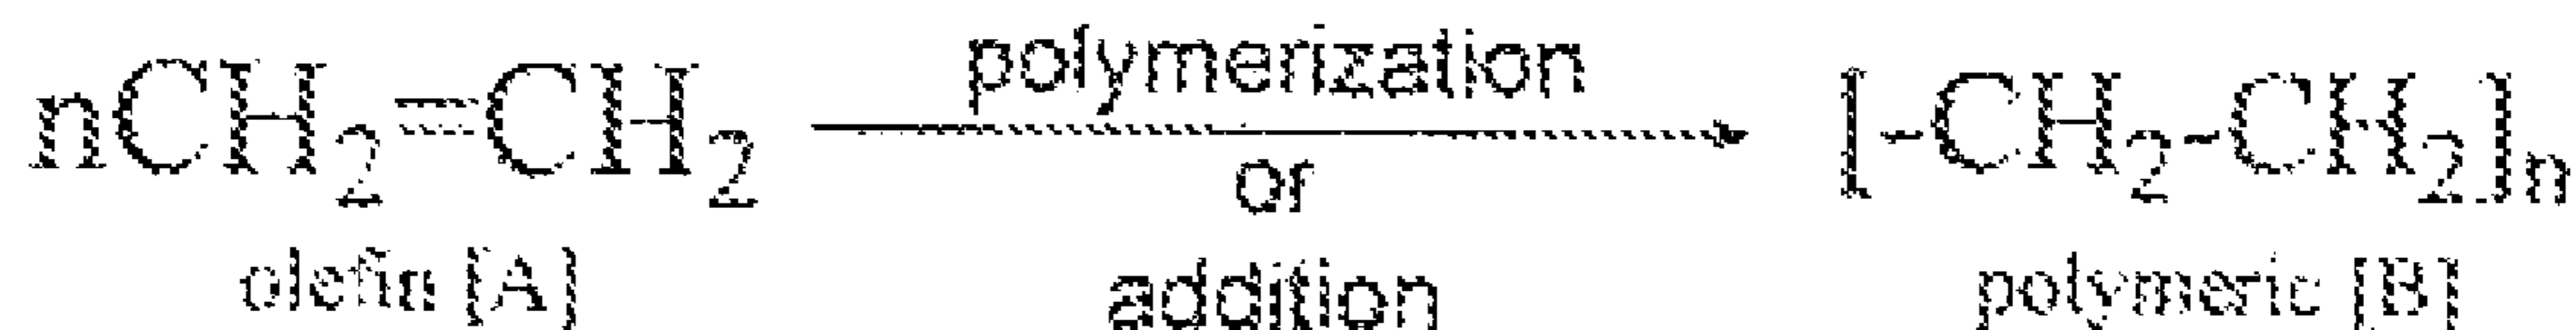 polymerization
nCH₂=CH₂ → [-CH₂-CH₂]ₙ
or
olefin [A] addition polymeric [B]